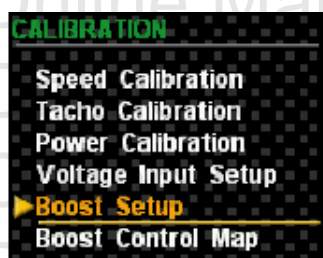 CALIBRATION
Speed Calibration
Tacho Calibration
Power Calibration
Voltage Input Setup
Boost Setup
Boost Control Map